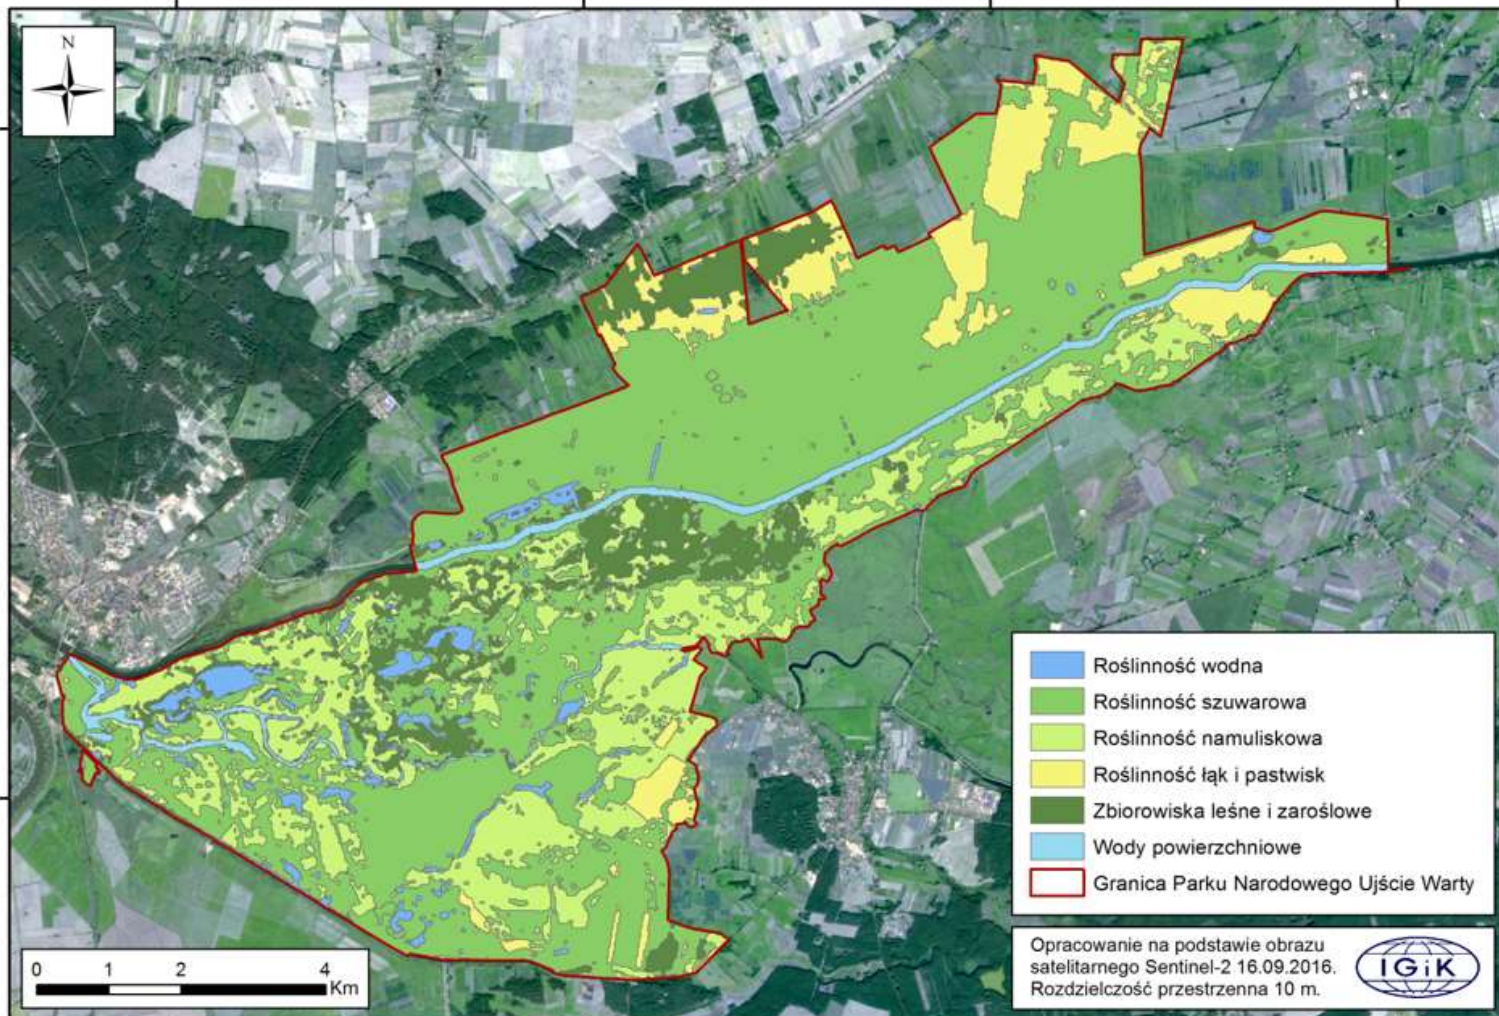 N
Roślinność wodna
Roślinność szuwarowa
Roślinność namuliskowa
Roślinność łąk i pastwisk
Zbiorowiska leśne i zaroślowe
Wody powierzchniowe
Granica Parku Narodowego Ujście Warty
Opracowanie na podstawie obrazu
satelitarnego Sentinel-2 16.09.2016.
Rozdzielczość przestrzenna 10 m.
IGiK
0 1 2 4
Km